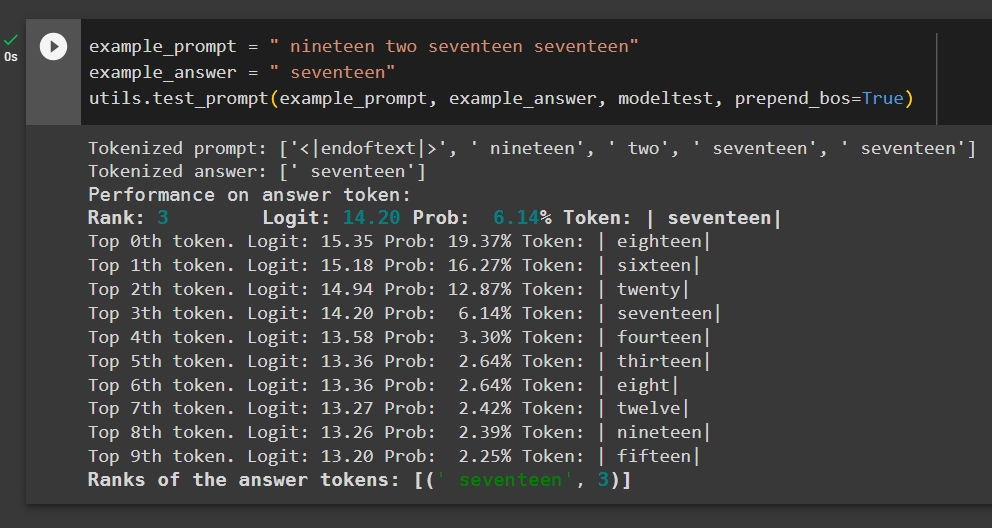 example_prompt = " nineteen two seventeen seventeen"
0s
example_answer = " seventeen"
utils.test_prompt(example_prompt, example_answer, modeltest, prepend_bos=True)
Tokenized prompt: ['<|endoftext|>', ' nineteen', ' two', ' seventeen', ' seventeen']
Tokenized answer: [' seventeen']
Performance on answer token:
Rank: 3        Logit: 14.20 Prob:  6.14% Token: | seventeen|
Top 0th token. Logit: 15.35 Prob: 19.37% Token: | eighteen|
Top 1th token. Logit: 15.18 Prob: 16.27% Token: | sixteen|
Top 2th token. Logit: 14.94 Prob: 12.87% Token: | twenty|
Top 3th token. Logit: 14.20 Prob:  6.14% Token: | seventeen|
Top 4th token. Logit: 13.58 Prob:  3.30% Token: | fourteen|
Top 5th token. Logit: 13.36 Prob:  2.64% Token: | thirteen|
Top 6th token. Logit: 13.36 Prob:  2.64% Token: | eight|
Top 7th token. Logit: 13.27 Prob:  2.42% Token: | twelve|
Top 8th token. Logit: 13.26 Prob:  2.39% Token: | nineteen|
Top 9th token. Logit: 13.20 Prob:  2.25% Token: | fifteen|
Ranks of the answer tokens: [(' seventeen', 3)]